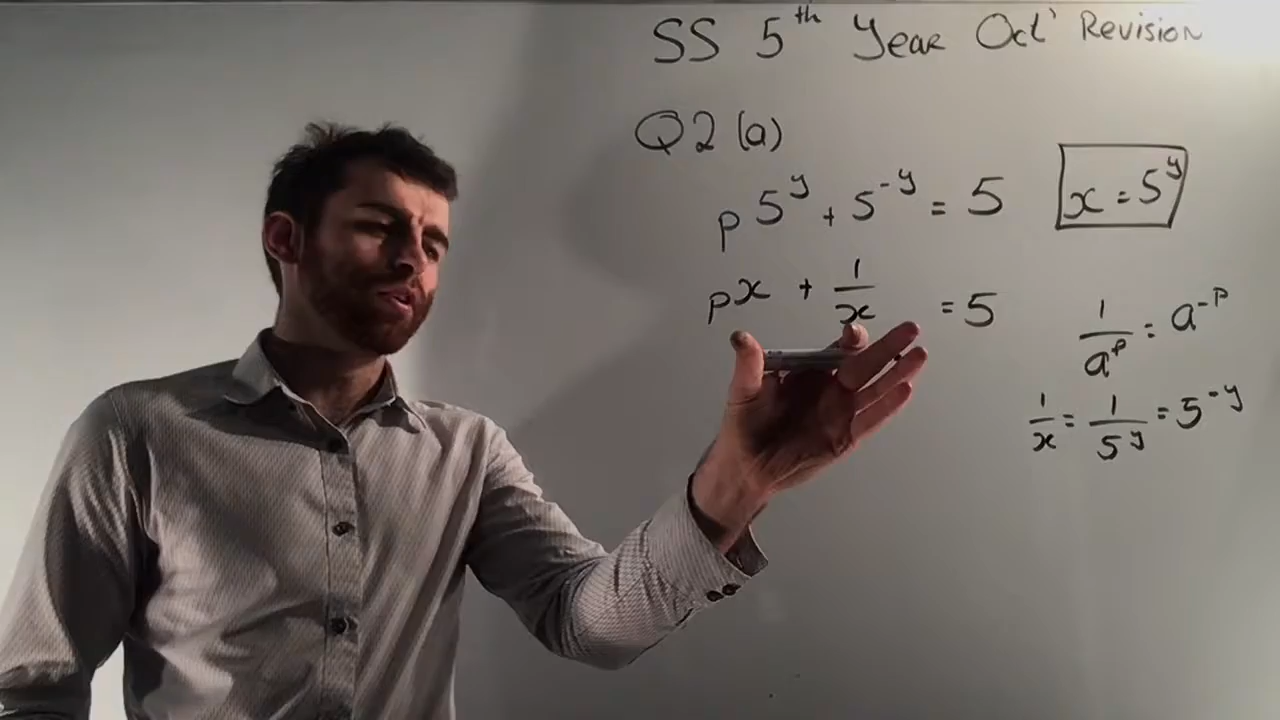 SS 5th Year Oct' Revision
Q2 (a)
p5^y + 5^-y = 5
x = 5^y
px + 1/x = 5
1/a^p = a^-p
1/x = 1/5^y = 5^-y